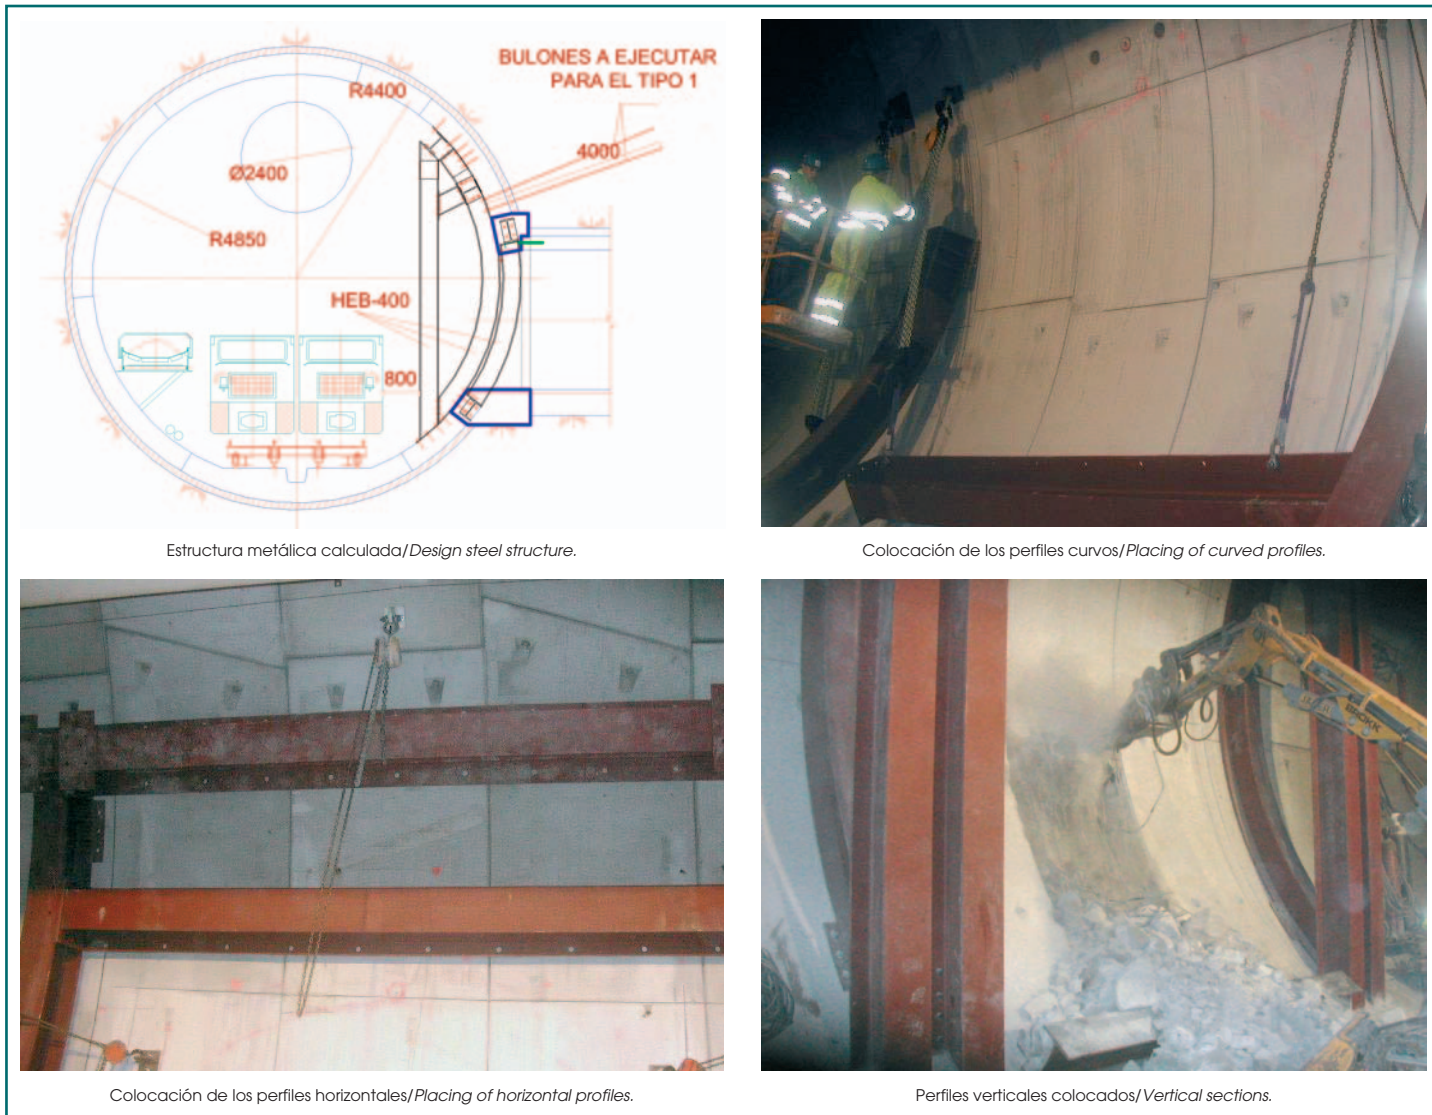 BULONES A EJECUTAR
PARA EL TIPO 1
R4400
4000
Ø2400
R4850
HEB-400
800
Estructura metálica calculada/Design steel structure.
Colocación de los perfiles curvos/Placing of curved profiles.
BROKK
Colocación de los perfiles horizontales/Placing of horizontal profiles.
Perfiles verticales colocados/Vertical sections.